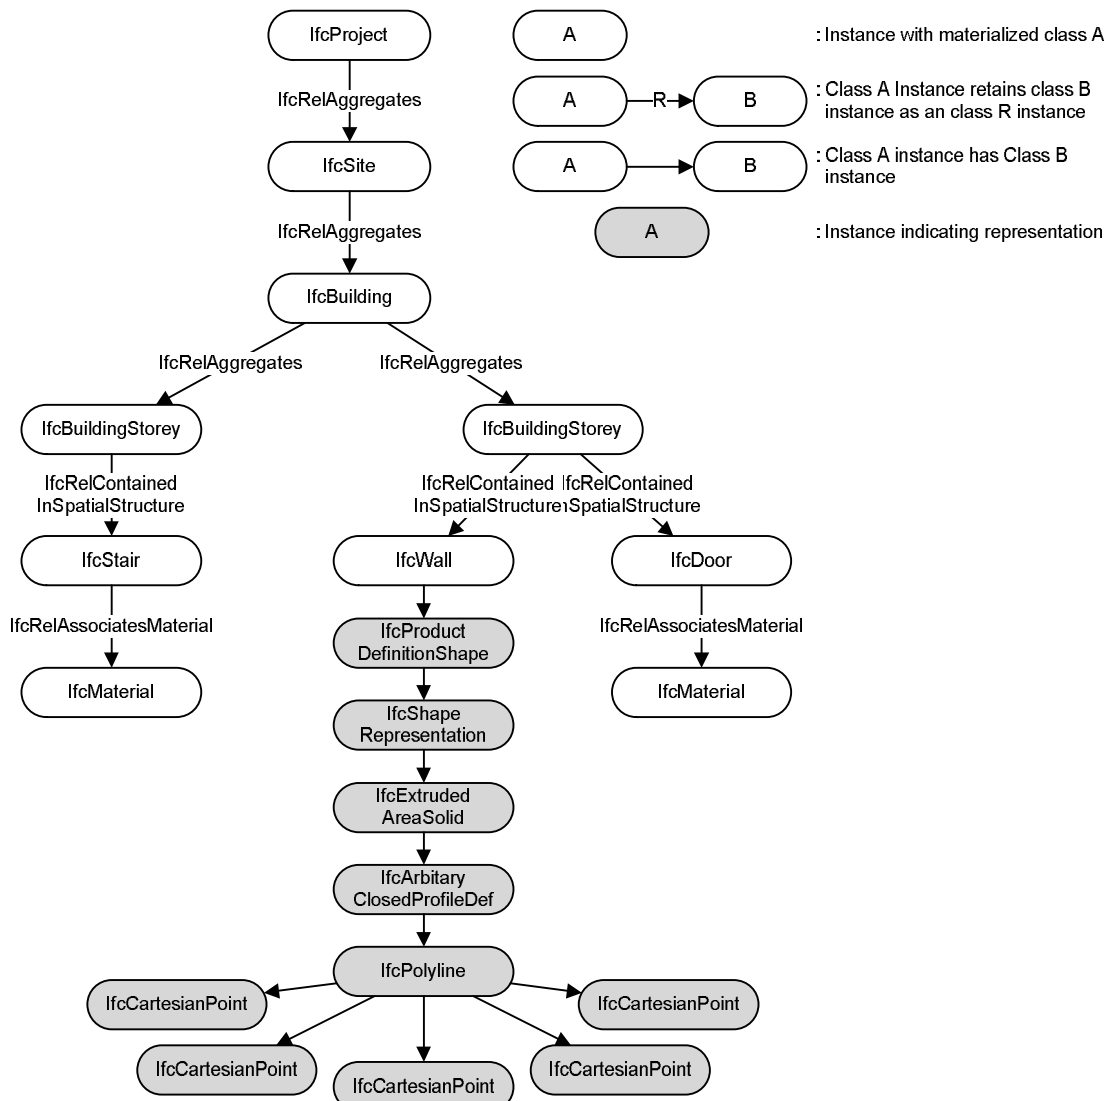 IfcProject
A
: Instance with materialized class A
IfcRelAggregates
A
R
B
: Class A Instance retains class B
instance as an class R instance
IfcSite
A
B
: Class A instance has Class B
instance
IfcRelAggregates
A
: Instance indicating representation
IfcBuilding
IfcRelAggregates
IfcRelAggregates
IfcBuildingStorey
IfcBuildingStorey
IfcRelContained
InSpatialStructure
IfcRelContained
InSpatialStructure
IfcRelContained
nSpatialStructure
IfcStair
IfcWall
IfcDoor
IfcRelAssociatesMaterial
IfcProduct
DefinitionShape
IfcRelAssociatesMaterial
IfcMaterial
IfcMaterial
IfcShape
Representation
IfcExtruded
AreaSolid
IfcArbitary
ClosedProfileDef
IfcPolyline
IfcCartesianPoint
IfcCartesianPoint
IfcCartesianPoint
IfcCartesianPoint
IfcCartesianPoint